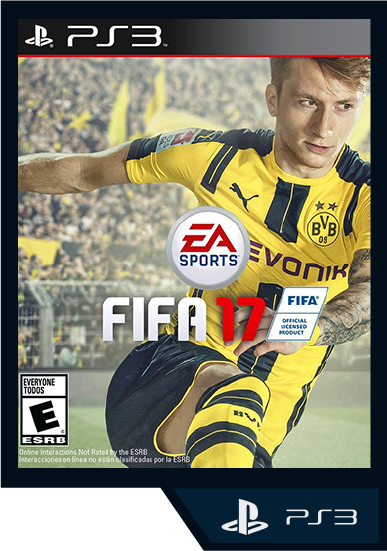 PS3
BVB
09
EVONIK
EA
SPORTS
FIFA 17
FIFA
OFFICIAL
LICENSED
PRODUCT
EVERYONE
TODOS
E
ESRB
Online Interactions Not Rated by the ESRB
Interacciones en línea no están clasificadas por la ESRB
PS3